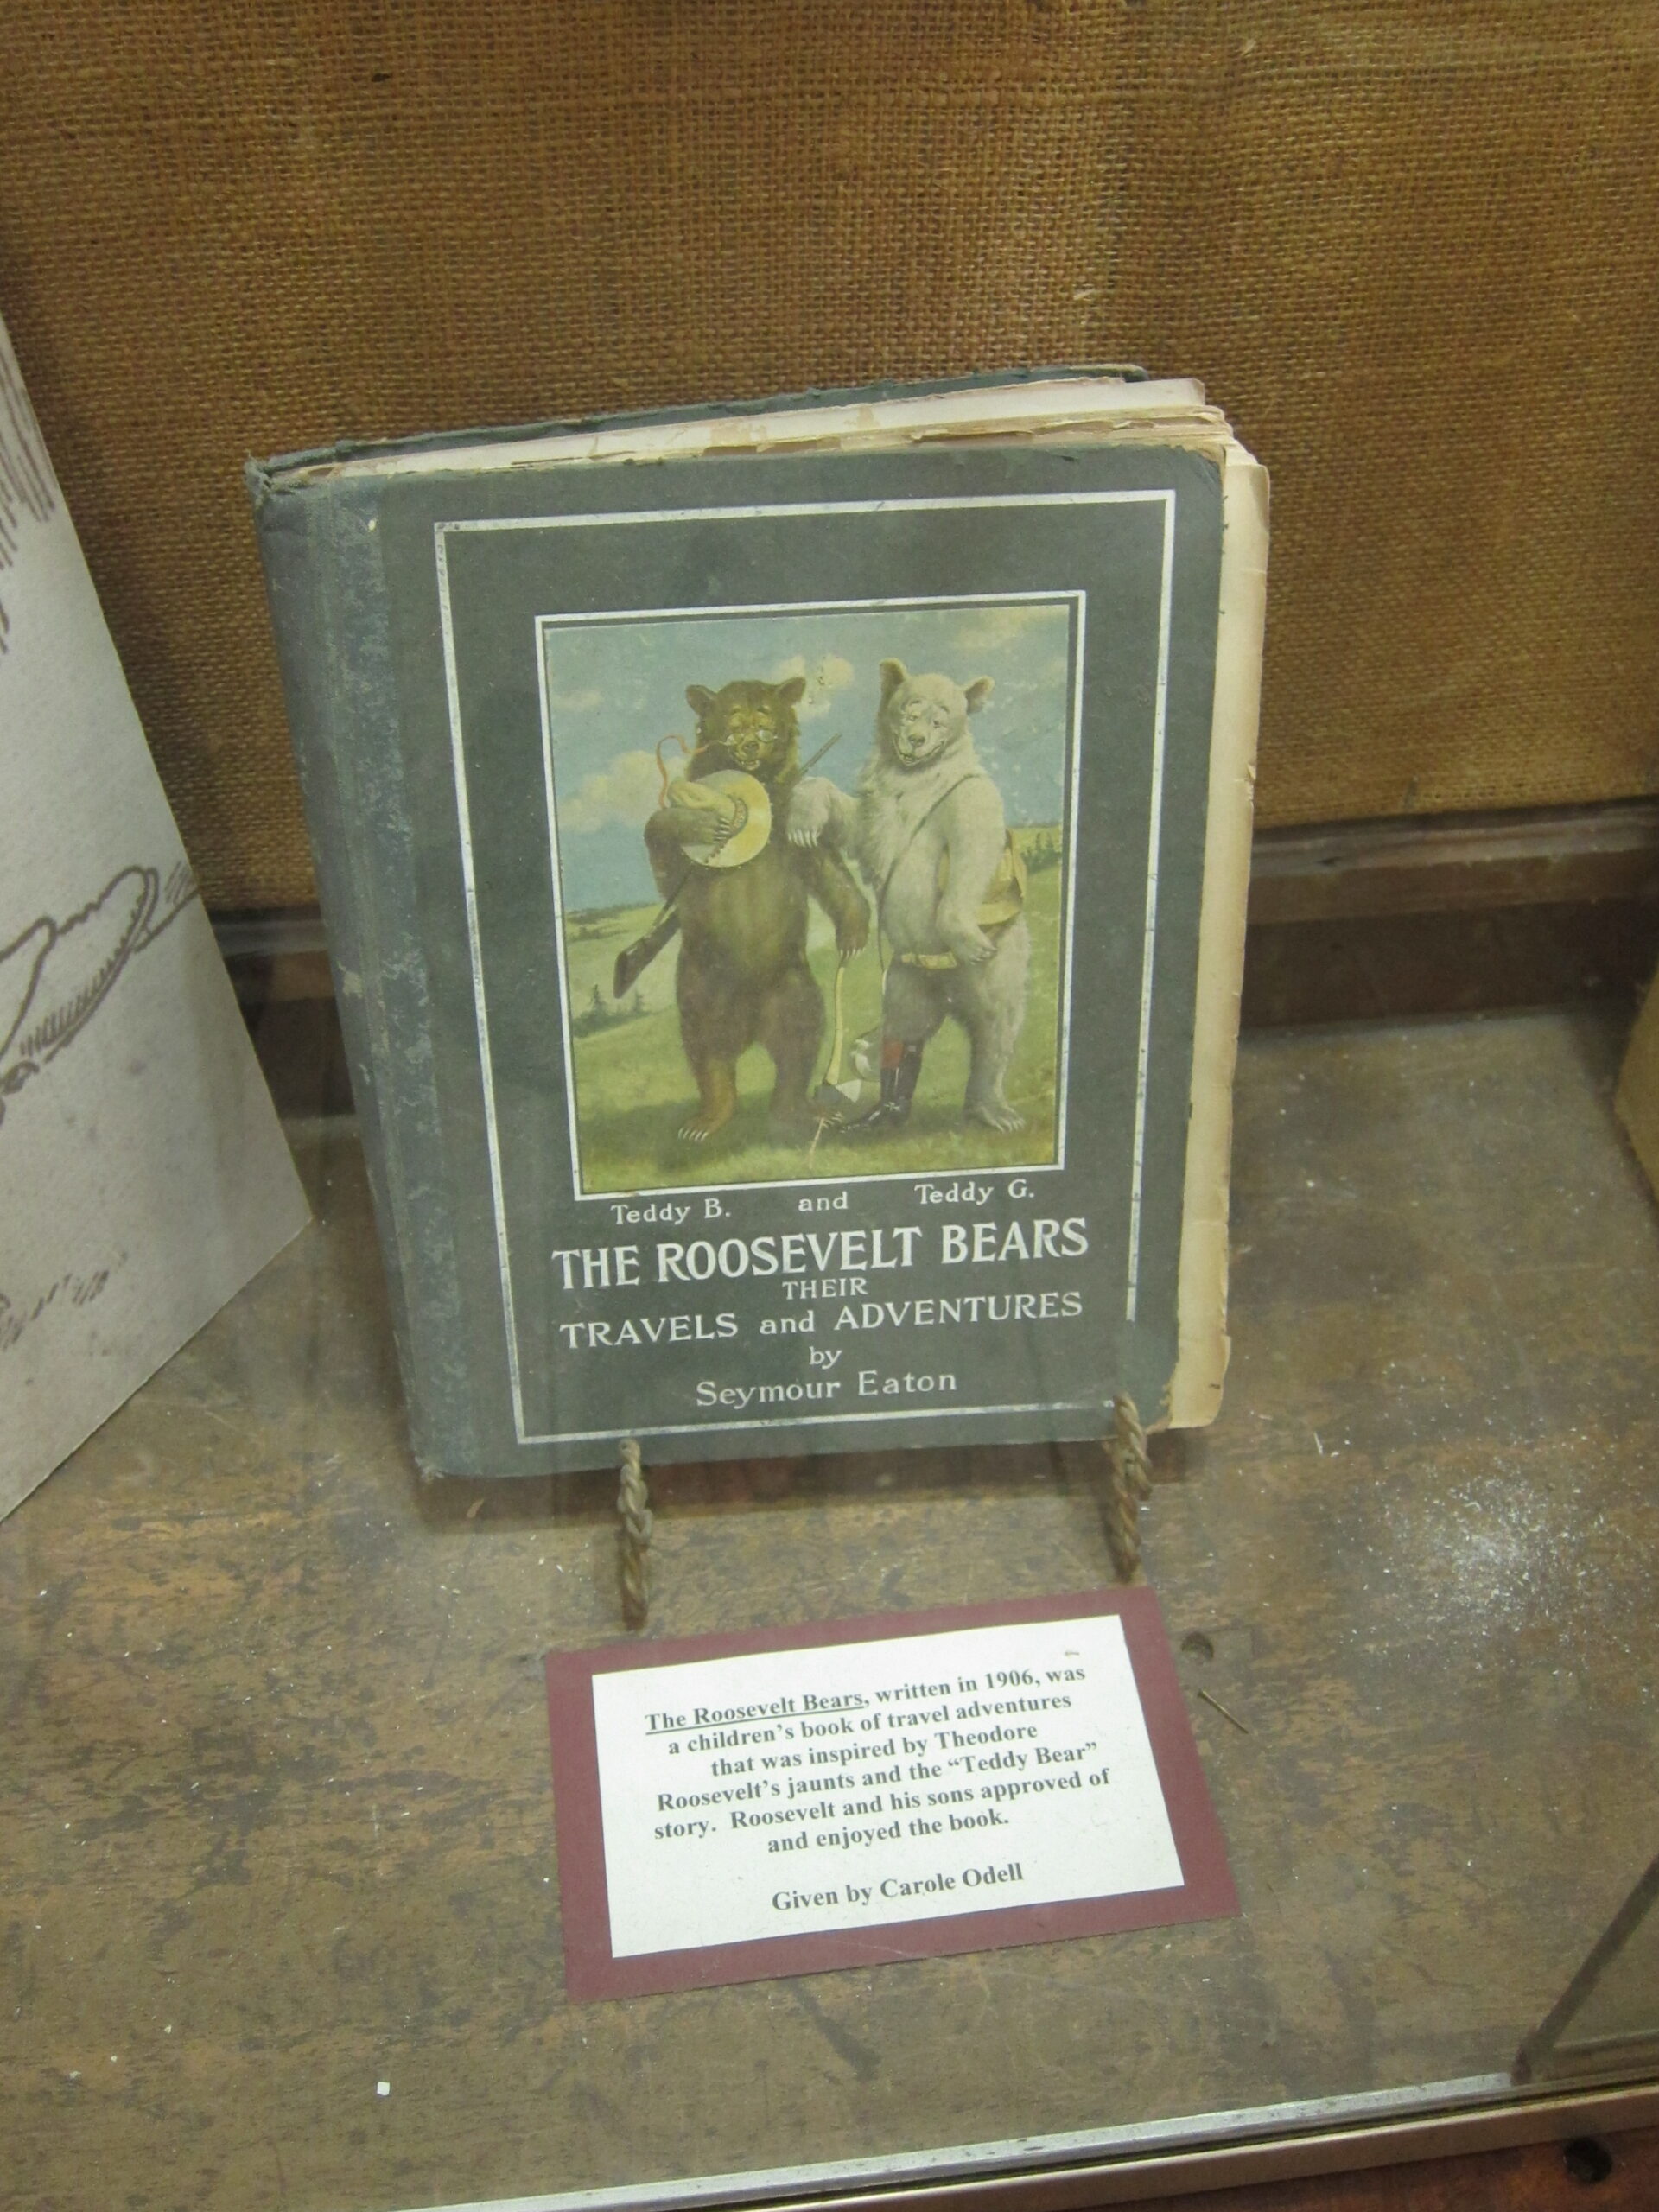 Teddy B. and Teddy G.
THE ROOSEVELT BEARS
THEIR
TRAVELS and ADVENTURES
by
Seymour Eaton
The Roosevelt Bears, written in 1906, was
a children's book of travel adventures
that was inspired by Theodore
Roosevelt's jaunts and the “Teddy Bear”
story. Roosevelt and his sons approved of
and enjoyed the book.
Given by Carole Odell